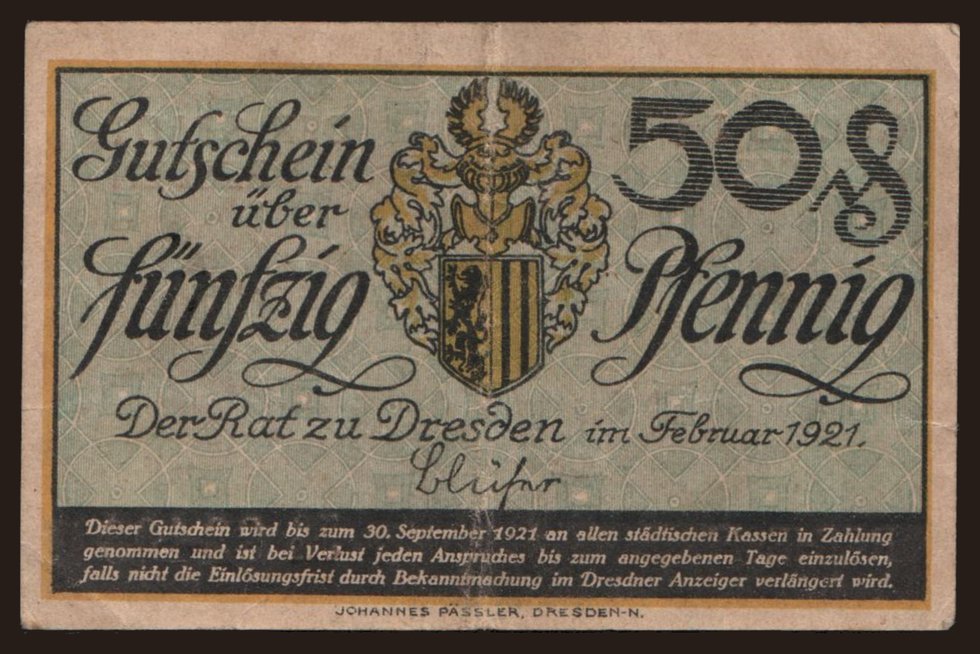 Gutschein
über
fünfzig
50 ₰
Pfennig
Der Rat zu Dresden im Februar 1921.
Blüher
Dieser Gutschein wird bis zum 30. September 1921 an allen städtischen Kassen in Zahlung
genommen und ist bei Verlust jeden Anspruches bis zum angegebenen Tage einzulösen,
falls nicht die Einlösungsfrist durch Bekanntmachung im Dresdner Anzeiger verlängert wird.
JOHANNES PÄSSLER, DRESDEN-N.